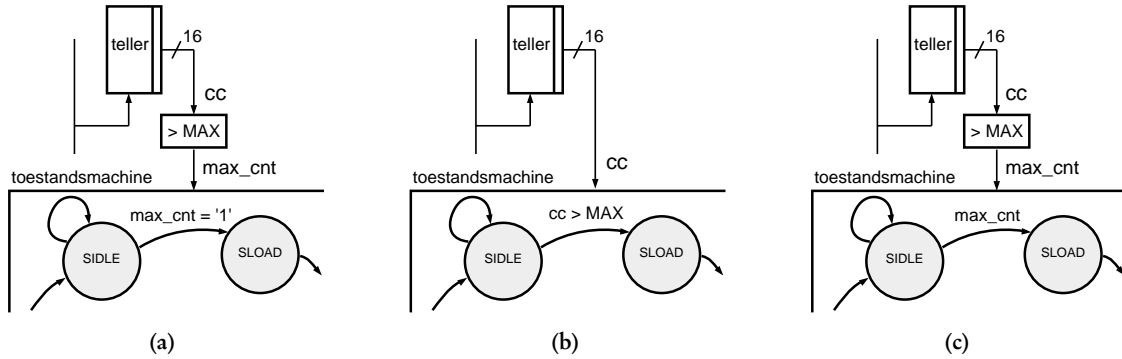 teller
16
cc
> MAX
max_cnt
toestandsmachine
max_cnt = '1'
SIDLE
SLOAD
(a)
teller
16
cc
toestandsmachine
cc > MAX
SIDLE
SLOAD
(b)
teller
16
cc
> MAX
max_cnt
toestandsmachine
max_cnt
SIDLE
SLOAD
(c)